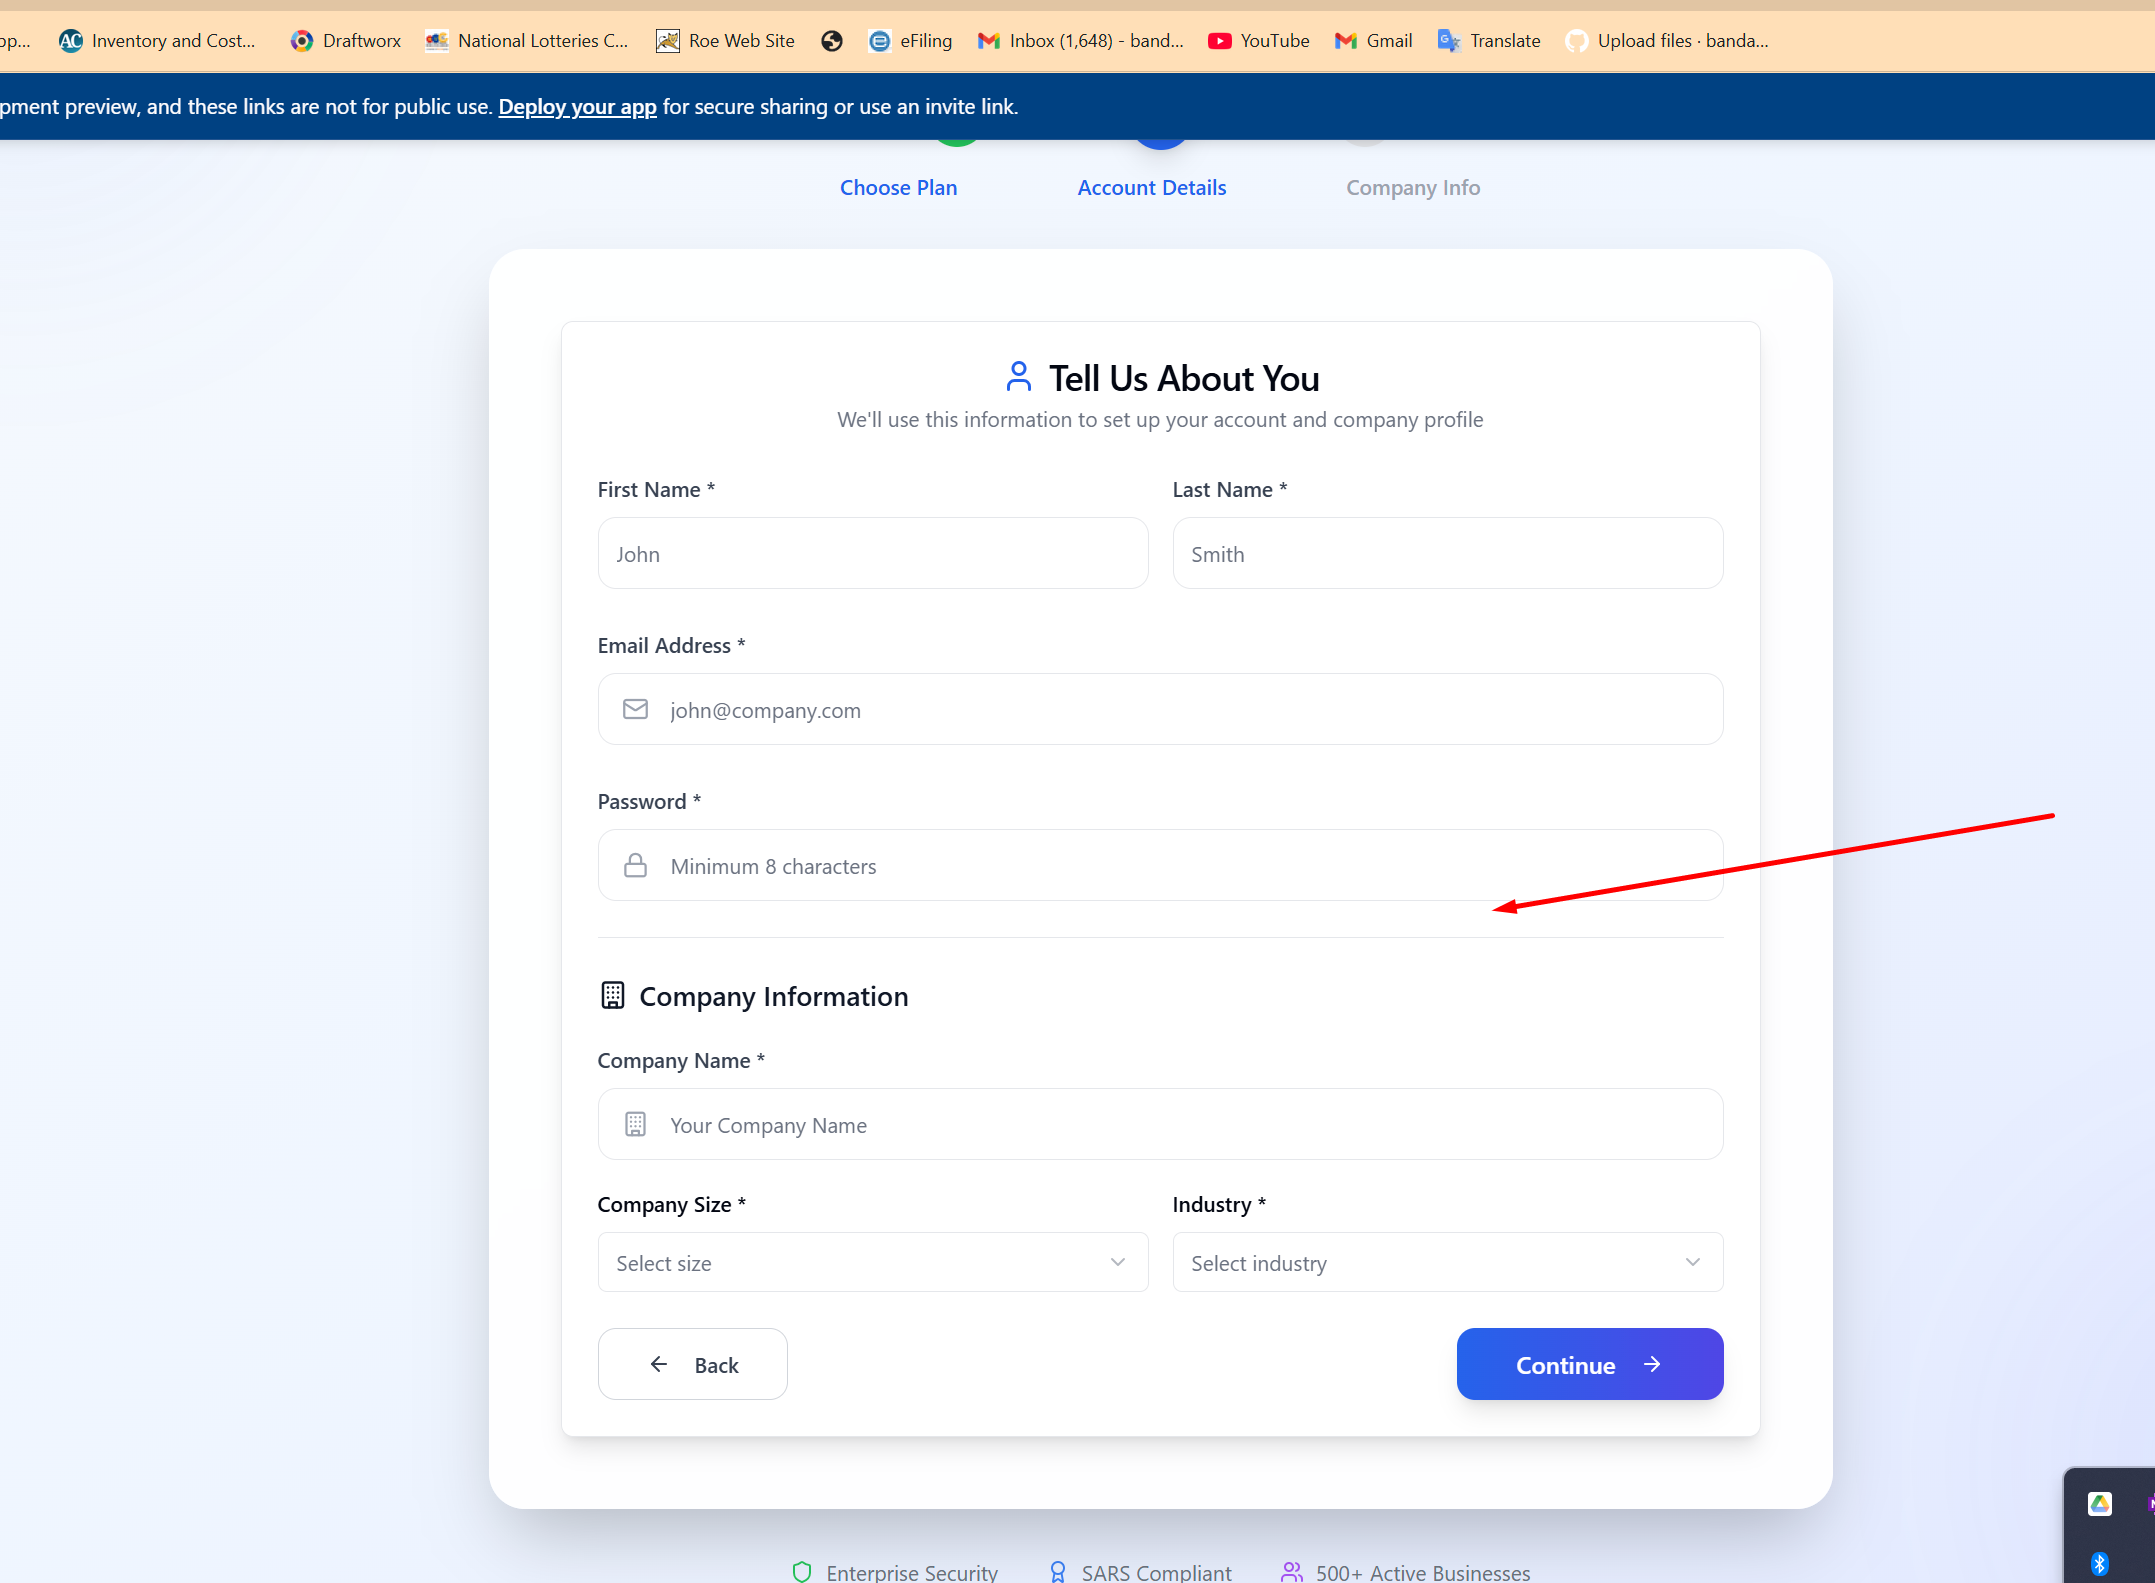 op... Inventory and Cost... Draftworx National Lotteries C... Roe Web Site eFiling Inbox (1,648) - band... YouTube Gmail Translate Upload files · banda...
pment preview, and these links are not for public use. Deploy your app for secure sharing or use an invite link.
Choose Plan Account Details Company Info
Tell Us About You
We'll use this information to set up your account and company profile
First Name * Last Name *
John Smith
Email Address *
john@company.com
Password *
Minimum 8 characters
Company Information
Company Name *
Your Company Name
Company Size * Industry *
Select size Select industry
Back Continue
Enterprise Security SARS Compliant 500+ Active Businesses